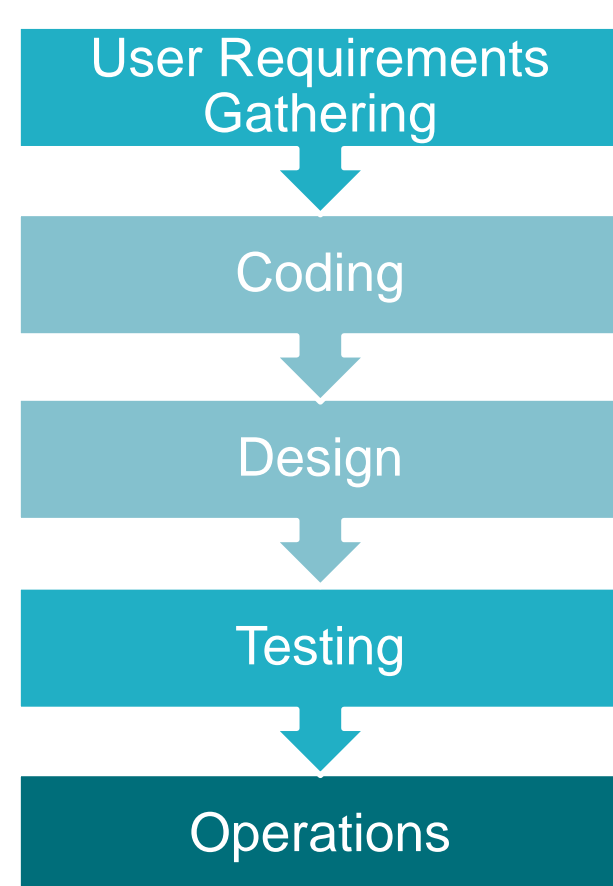 User Requirements
Gathering
Coding
Design
Testing
Operations